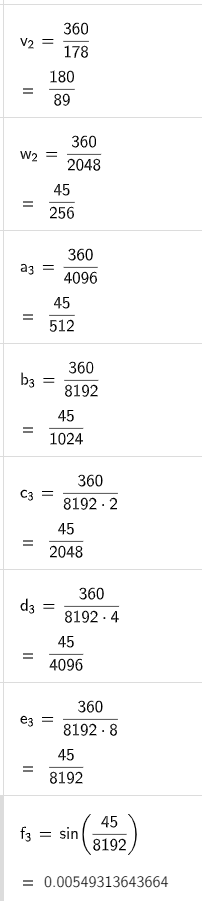 v₂ = 360/178
= 180/89
w₂ = 360/2048
= 45/256
a₃ = 360/4096
= 45/512
b₃ = 360/8192
= 45/1024
c₃ = 360/(8192 · 2)
= 45/2048
d₃ = 360/(8192 · 4)
= 45/4096
e₃ = 360/(8192 · 8)
= 45/8192
f₃ = sin(45/8192)
= 0.00549313643664